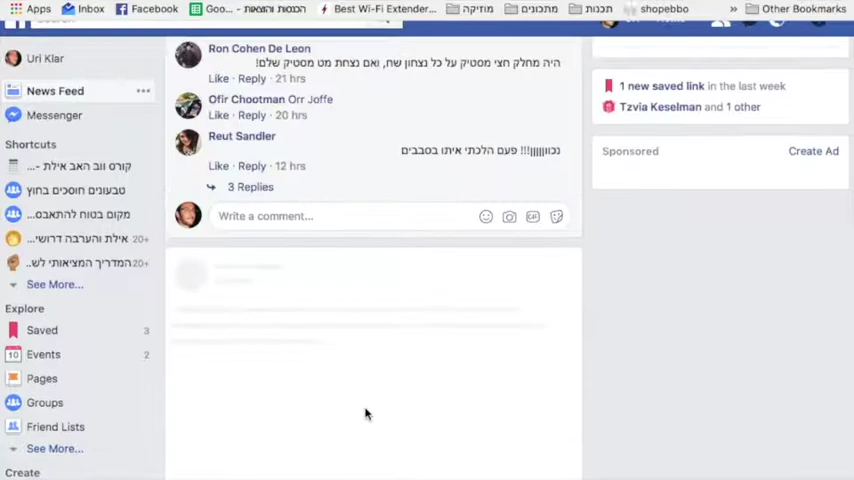 Apps Inbox Facebook Goo... - הכנסות והוצאות Best Wi-Fi Extender... מוזיקה מתכונים תכנות shopebbo » Other Bookmarks
Uri Klar
News Feed
Messenger
Shortcuts
קורס ווב האב אילת -...
טבעונים חוסכים בחוץ
מקום בטוח להתאבס...
אילת והערבה דרושי... 20+
המדריך המציאותי לש... 20+
See More...
Explore
Saved 3
Events 2
Pages
Groups
Friend Lists
See More...
Create
Ron Cohen De Leon
היה מחלק חצי מסטיק על כל נצחון שח, ואם נצחת מט מסטיק שלם!
Like · Reply · 21 hrs
Ofir Chootman Orr Joffe
Like · Reply · 20 hrs
Reut Sandler
נכווןןןןן!!! פעם הלכתי איתו בסבבים
Like · Reply · 12 hrs
3 Replies
Write a comment...
GIF
1 new saved link in the last week
Tzvia Keselman and 1 other
Sponsored Create Ad